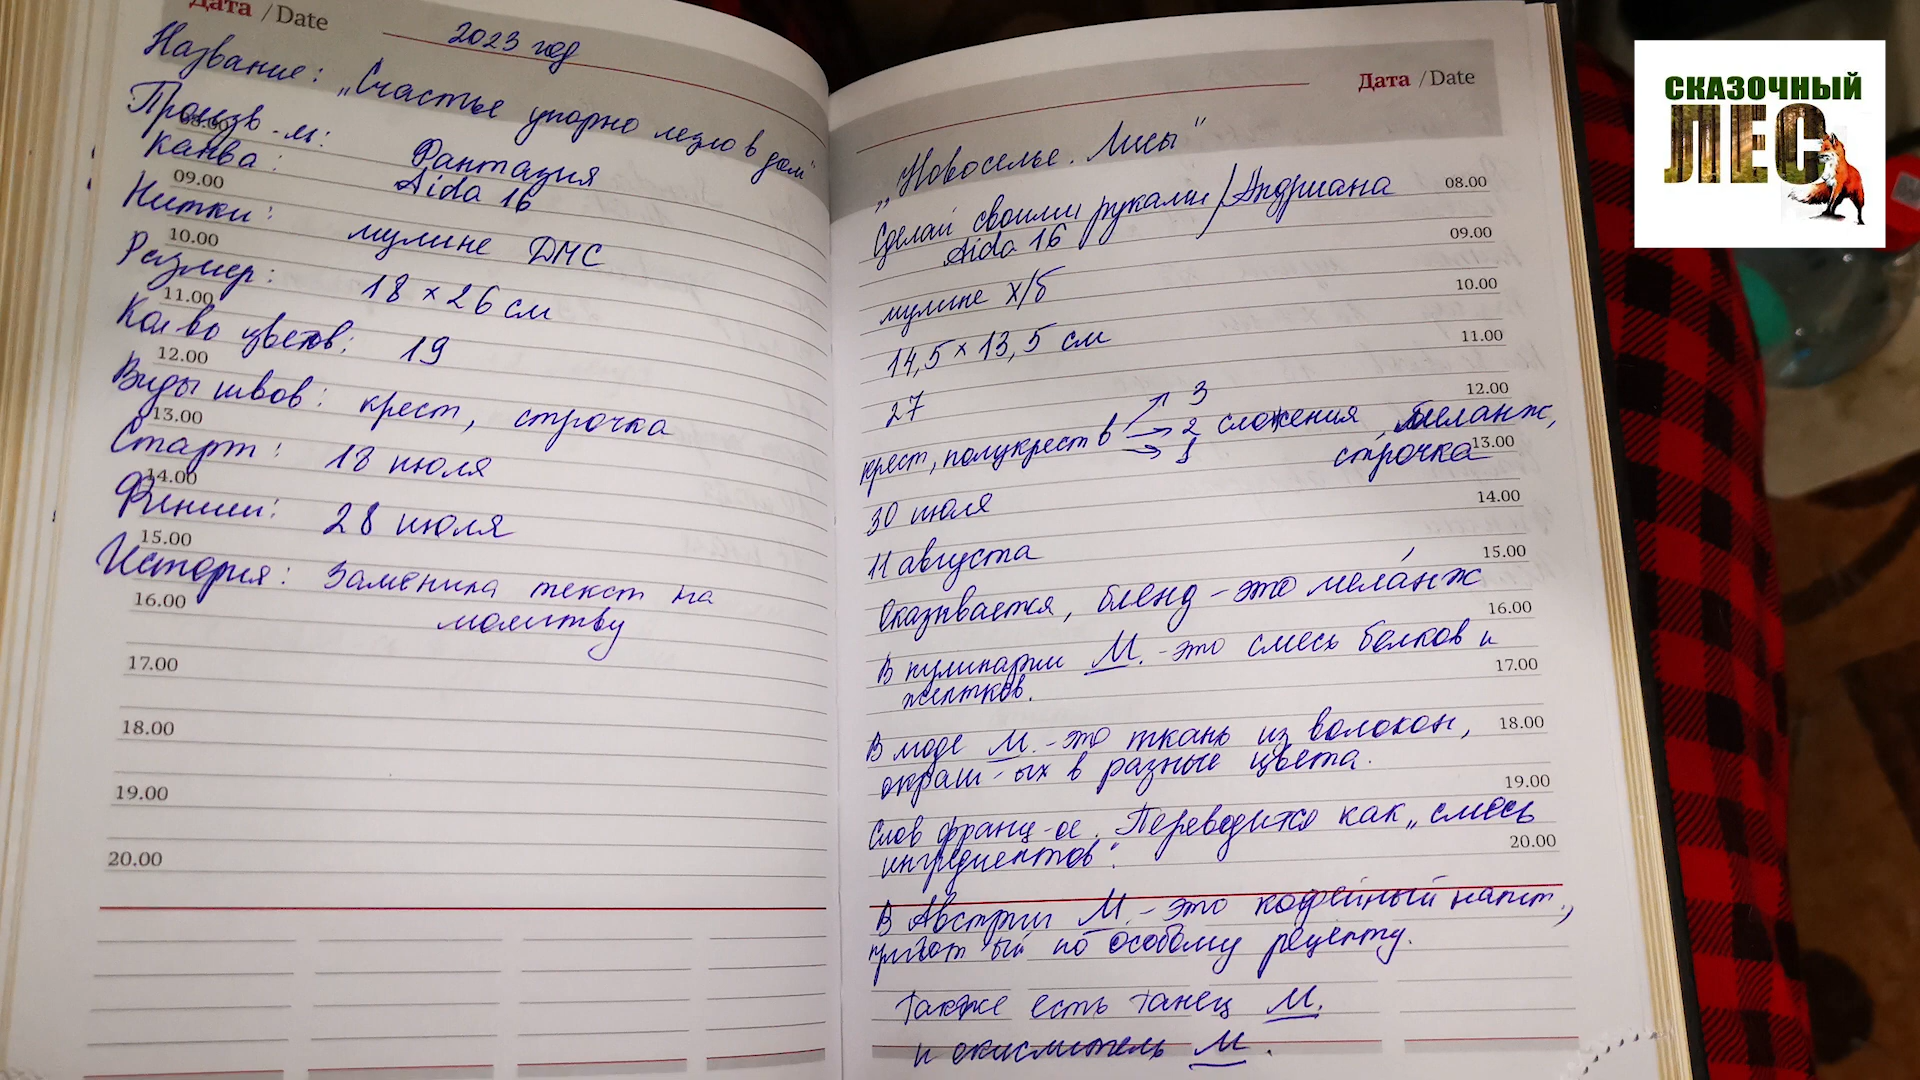 Дата / Date
2023 год
Название: „Счастье упорно лезло в дом"
Произв-ль:
08.00
Фантазия
Канва: Aida 16
09.00
Нитки: мулине DMC
10.00
Размер: 18 × 26 см
11.00
Кол-во цветов: 19
12.00
Виды швов: крест, строчка
13.00
Старт: 18 июля
14.00
Финиш: 28 июля
15.00
История: Заменила текст на
16.00
молитву
17.00
18.00
19.00
20.00
Дата / Date
„Новоселье. Лисы"
Сделай своими руками / Андриана
08.00
Aida 16
09.00
мулине х/б
10.00
14,5 × 13,5 см
11.00
27
12.00
3
крест, полукрест в 2 сложения, меланж,
1
строчка
13.00
30 июля
14.00
11 августа
15.00
Оказывается, бленд - это мела́нж
16.00
В кулинарии М. - это смесь белков и
17.00
желтков.
В моде М. - это ткань из волокон,
18.00
окраш-ых в разные цвета.
19.00
Слов франц-ое. Переводится как „смесь
20.00
ингредиентов".
В Австрии М. - это кофейный напит.,
пригот-ый по особому рецепту.
Также есть танец М.
и окислитель М.
СКАЗОЧНЫЙ
ЛЕС